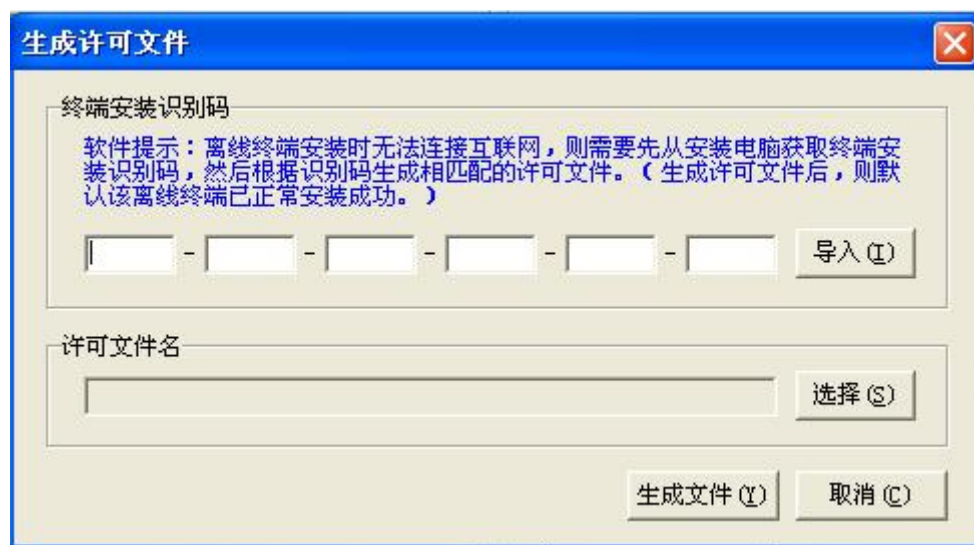 生成许可文件
终端安装识别码
软件提示：离线终端安装时无法连接互联网，则需要先从安装电脑获取终端安
装识别码，然后根据识别码生成相匹配的许可文件。（生成许可文件后，则默
认该离线终端已正常安装成功。）
- - - - - 导入(I)
许可文件名
选择(S)
生成文件(Y) 取消(C)